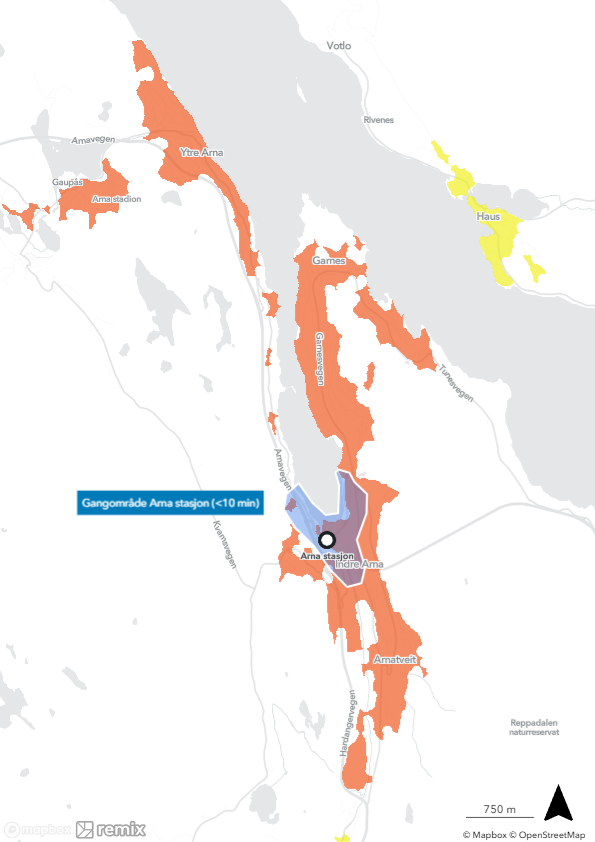 Votlo
Rivenes
Arnavegen
Ytre Arna
Gaupås
Arna stadion
Haus
Garnes
Garnesvegen
Tunesvegen
Arnavegen
Gangområde Arna stasjon (<10 min)
Kvamsvegen
Arna stasjon
Indre Arna
Arnatveit
Hardangervegen
Reppadalen
naturreservat
750 m
mapbox remix
© Mapbox © OpenStreetMap